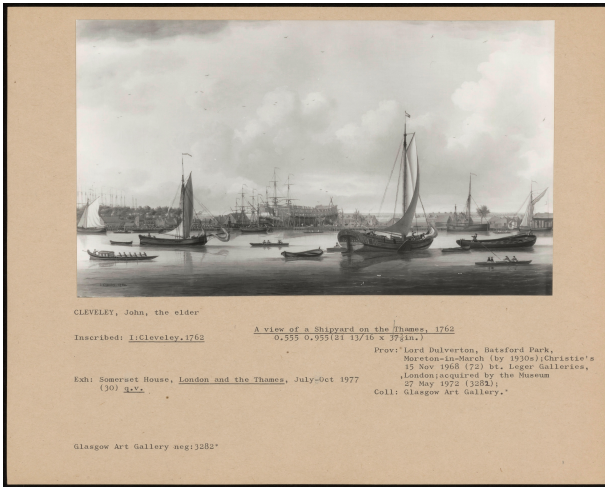 CLEVELEY, John, the elder
A view of a Shipyard on the Thames, 1762
Inscribed: I:Cleveley.1762
0.555 0.955(21 13/16 x 37½in.)
Prov: Lord Dulverton, Batsford Park,
Moreton-in-March (by 1930s);Christie's
15 Nov 1968 (72) bt. Leger Galleries,
London;acquired by the Museum
27 May 1972 (3282);
Coll: Glasgow Art Gallery.
Exh: Somerset House, London and the Thames, July-Oct 1977
(30) q.v.
Glasgow Art Gallery neg:3282